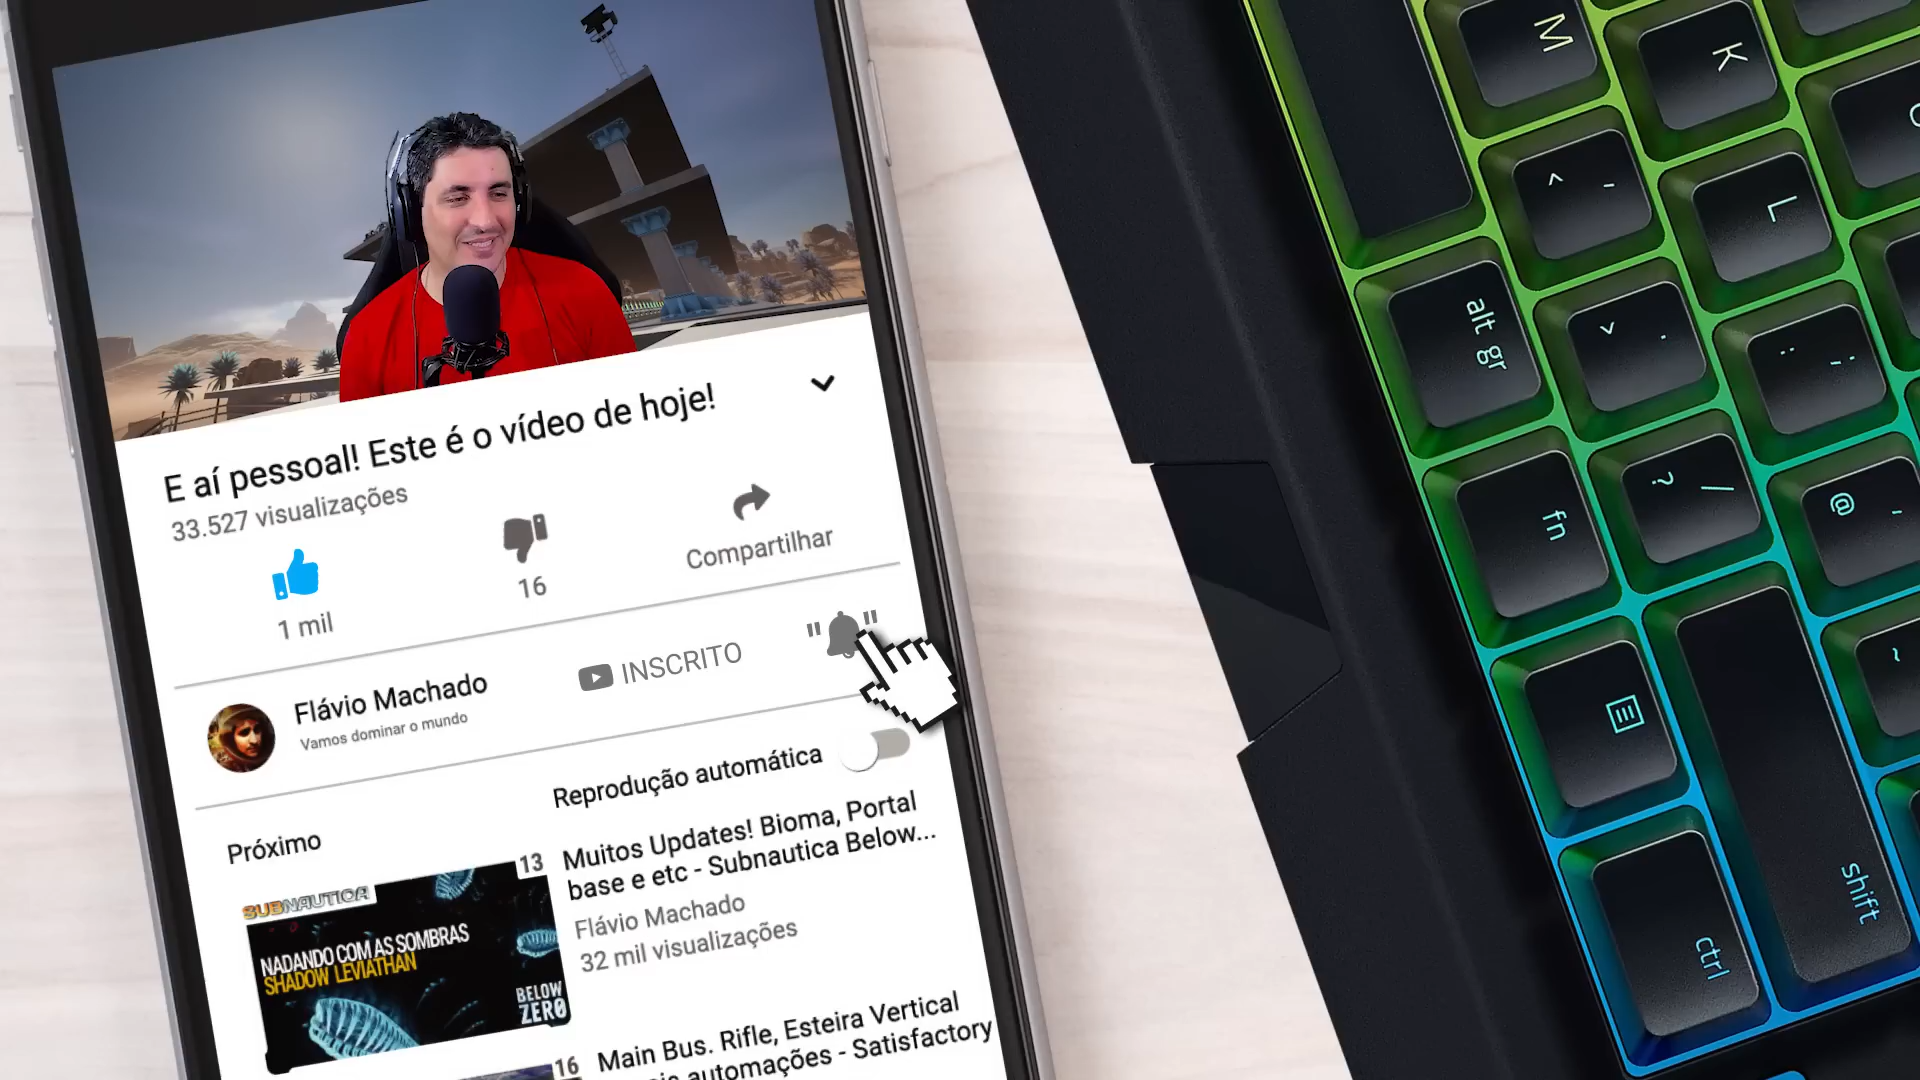 E aí pessoal! Este é o vídeo de hoje!
33.527 visualizações
1 mil
16
Compartilhar
Flávio Machado
Vamos dominar o mundo
INSCRITO
" "
Reprodução automática
Próximo
13
SUBNAUTICA
NADANDO COM AS SOMBRAS
SHADOW LEVIATHAN
BELOW
ZERO
Muitos Updates! Bioma, Portal
base e etc - Subnautica Below...
Flávio Machado
32 mil visualizações
16
Main Bus. Rifle, Esteira Vertical
automações - Satisfactory
M
K
^ ~
L
alt gr
fn
? /
@
shift
ctrl